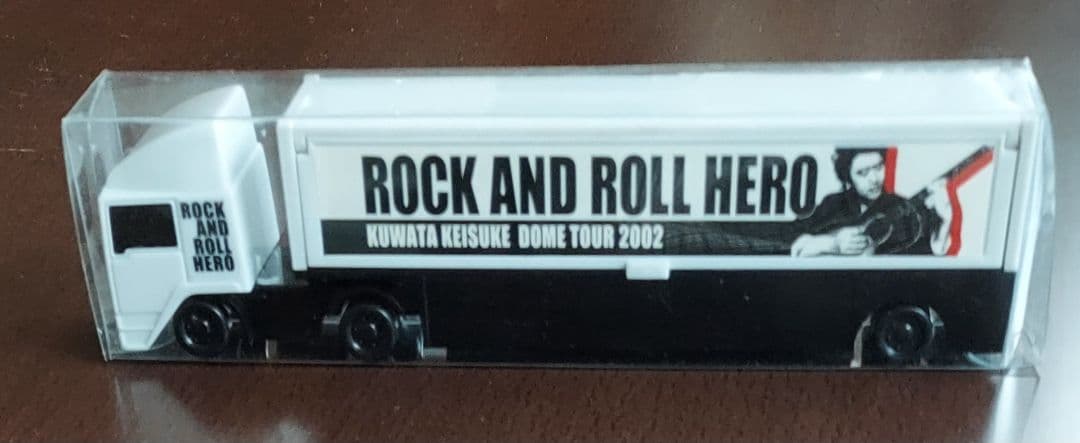 ROCK
AND
ROLL
HERO
ROCK AND ROLL HERO
KUWATA KEISUKE DOME TOUR 2002